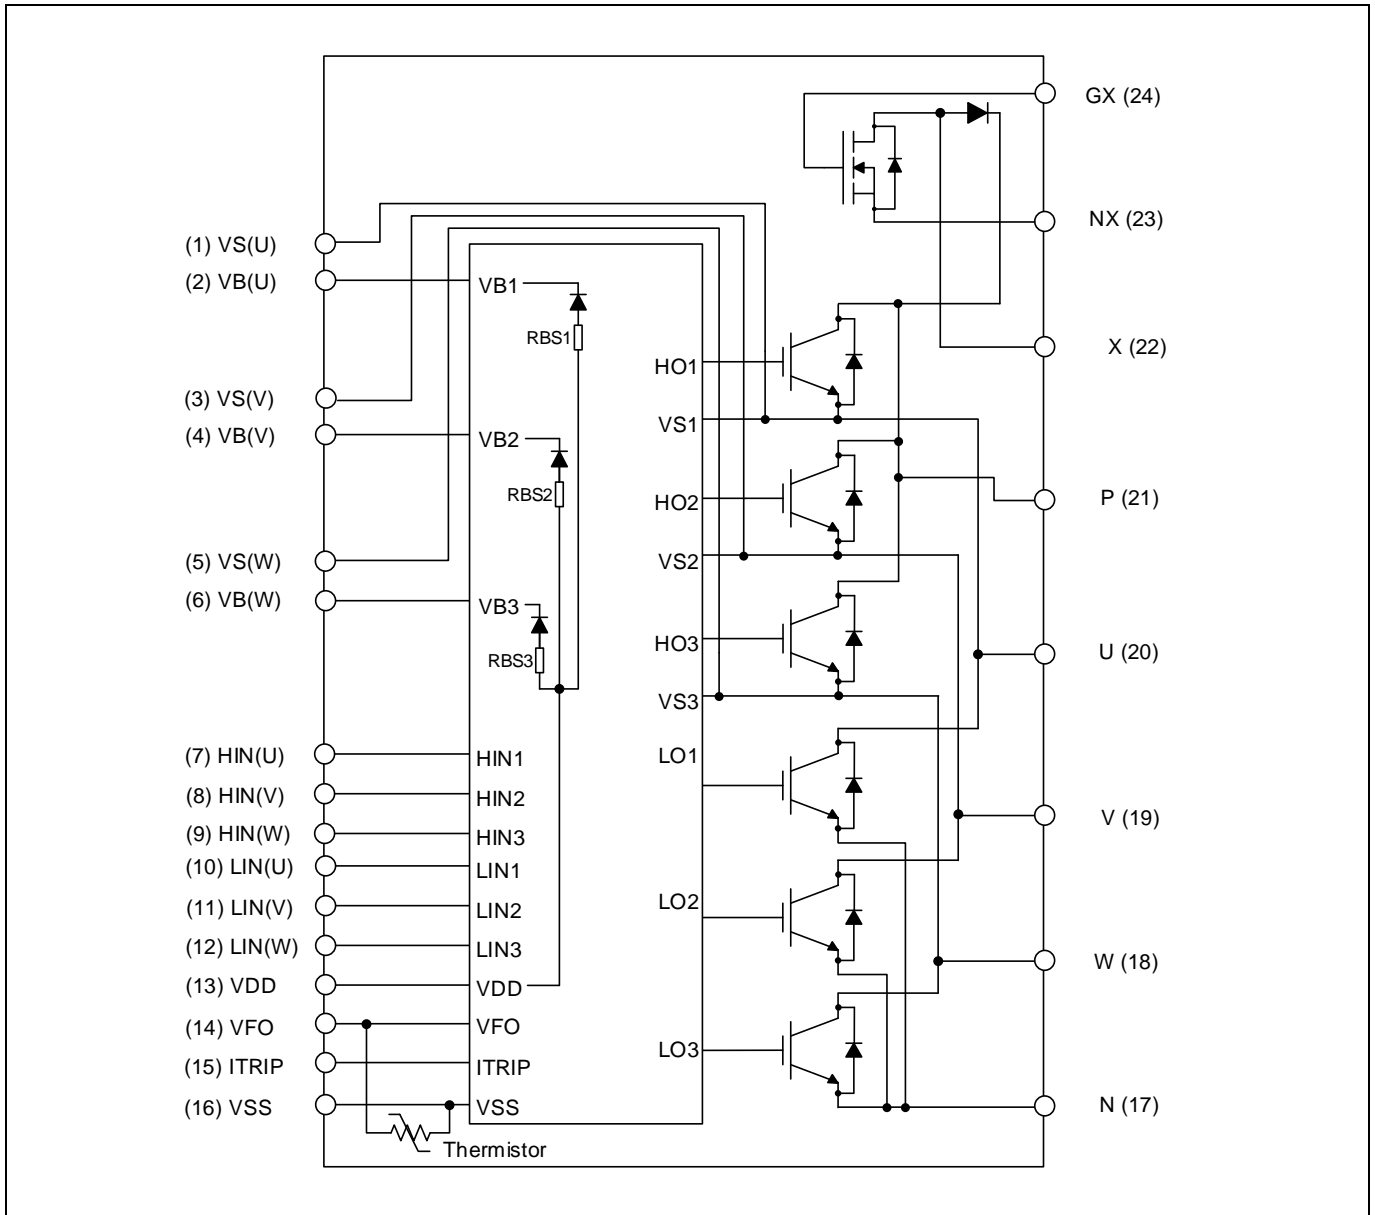 (1) VS(U)
(2) VB(U)
(3) VS(V)
(4) VB(V)
(5) VS(W)
(6) VB(W)
(7) HIN(U)
(8) HIN(V)
(9) HIN(W)
(10) LIN(U)
(11) LIN(V)
(12) LIN(W)
(13) VDD
(14) VFO
(15) ITRIP
(16) VSS
VB1
RBS1
VB2
RBS2
VB3
RBS3
HIN1
HIN2
HIN3
LIN1
LIN2
LIN3
VDD
VFO
ITRIP
VSS
Thermistor
HO1
VS1
HO2
VS2
HO3
VS3
LO1
LO2
LO3
GX (24)
NX (23)
X (22)
P (21)
U (20)
V (19)
W (18)
N (17)